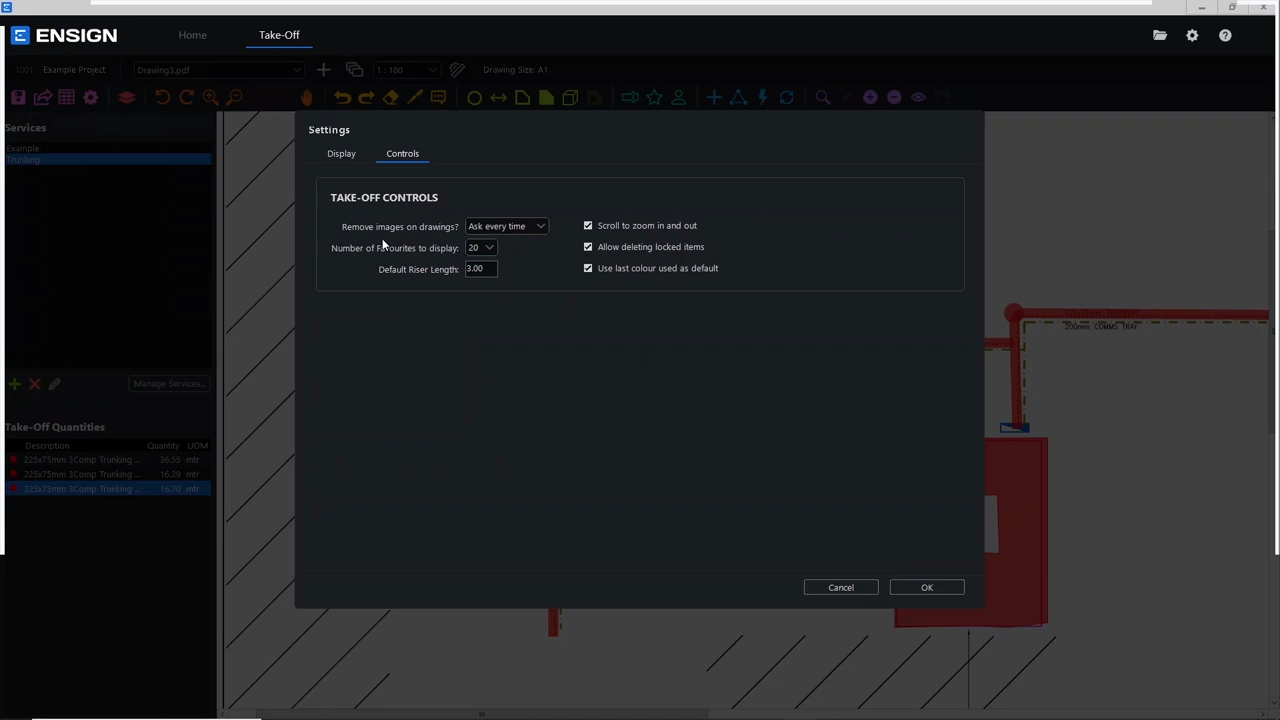 ENSIGN
Home
Take-Off
1001
Example Project
Drawing3.pdf
1 : 100
Drawing Size: A1
Services
Example
Trunking
Manage Services...
Take-Off Quantities
Description Quantity UOM
225x75mm 3Comp Trunking ... 36.55 mtr
225x75mm 3Comp Trunking ... 16.29 mtr
225x75mm 3Comp Trunking ... 16.70 mtr
Settings
Display
Controls
TAKE-OFF CONTROLS
Remove images on drawings? Ask every time
Scroll to zoom in and out
Number of Favourites to display: 20
Allow deleting locked items
Default Riser Length: 3.00
Use last colour used as default
Cancel
OK
200mm COMMS TRAY